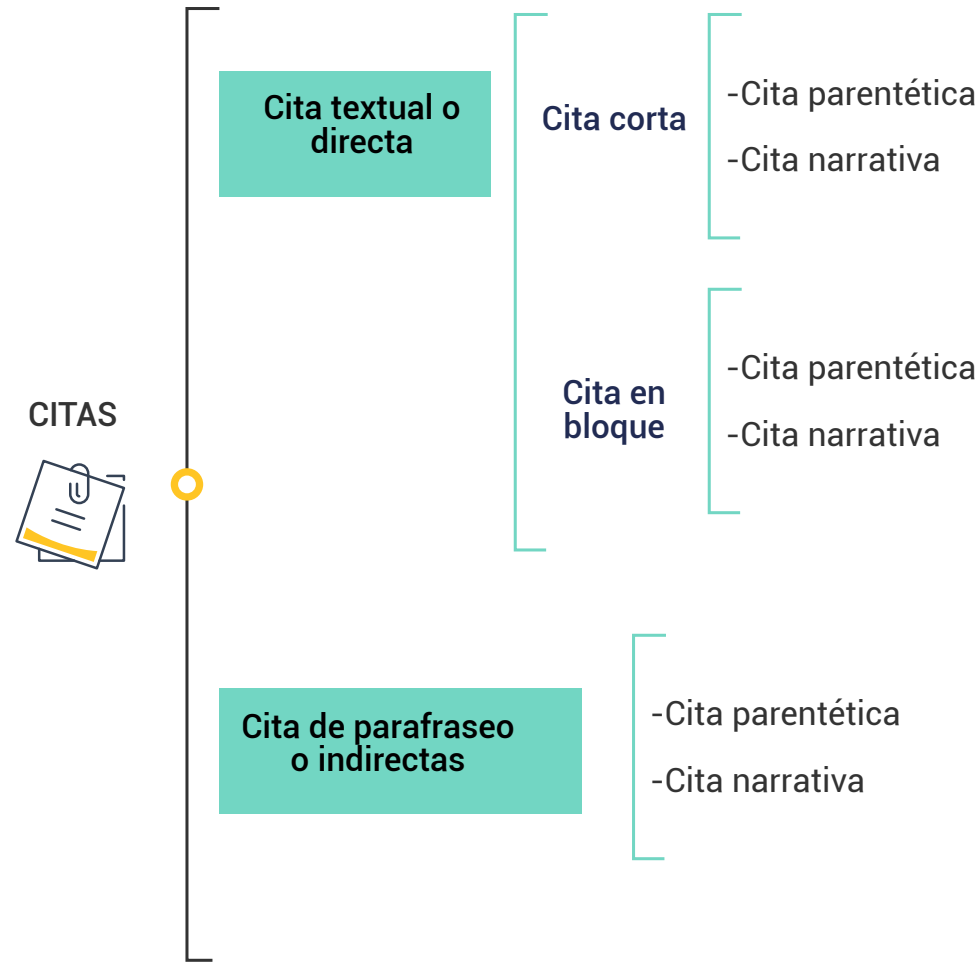 CITAS
Cita textual o
directa
Cita corta
-Cita parentética
-Cita narrativa
Cita en
bloque
-Cita parentética
-Cita narrativa
Cita de parafraseo
o indirectas
-Cita parentética
-Cita narrativa